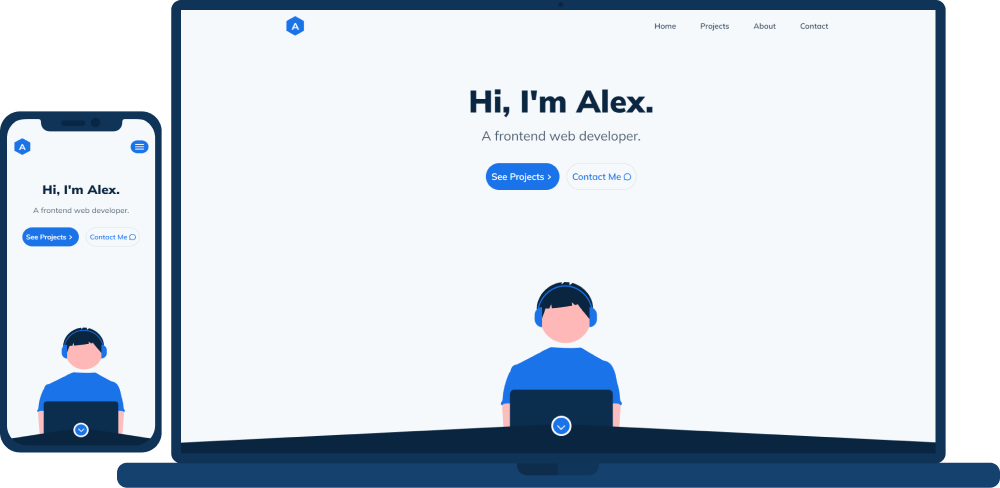 A
Hi, I'm Alex.
A frontend web developer.
See Projects
Contact Me
A
Home Projects About Contact
Hi, I'm Alex.
A frontend web developer.
See Projects
Contact Me